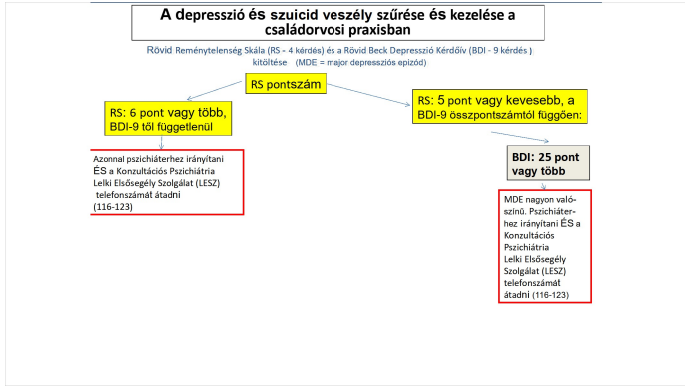 A depresszió és szuicid veszély szűrése és kezelése a
családorvosi praxisban
Rövid Reménytelenség Skála (RS - 4 kérdés) és a Rövid Beck Depresszió Kérdőív (BDI - 9 kérdés )
kitöltése (MDE = major depressziós epizód)
RS pontszám
RS: 6 pont vagy több,
BDI-9 től függetlenül
RS: 5 pont vagy kevesebb, a
BDI-9 összpontszámtól függően:
Azonnal pszichiáterhez irányítani
ÉS a Konzultációs Pszichiátria
Lelki Elsősegély Szolgálat (LESZ)
telefonszámát átadni
(116-123)
BDI: 25 pont
vagy több
MDE nagyon való-
színű. Pszichiáter-
hez irányítani ÉS a
Konzultációs
Pszichiátria
Lelki Elsősegély
Szolgálat (LESZ)
telefonszámát
átadni (116-123)